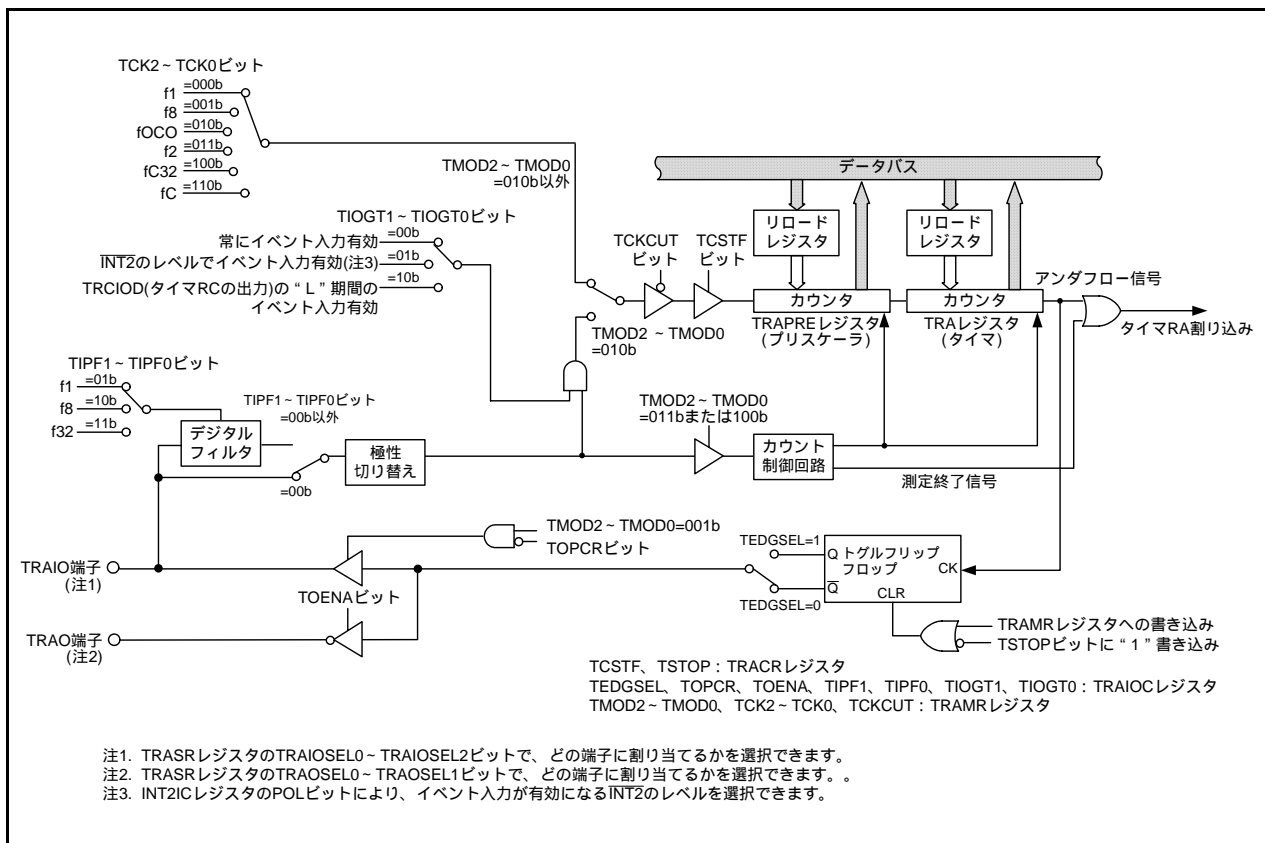 TCK2~TCK0ビット
f1 =000b
f8 =001b
fOCO =010b
f2 =011b
fC32 =100b
fC =110b
TMOD2~TMOD0
=010b以外
データバス
リロード
レジスタ
リロード
レジスタ
TIOGT1~TIOGT0ビット
常にイベント入力有効 =00b
INT2のレベルでイベント入力有効(注3) =01b
TRCIOD(タイマRCの出力)の“L”期間の
イベント入力有効 =10b
TCKCUT
ビット
TCSTF
ビット
カウンタ
TRAPREレジスタ
(プリスケーラ)
カウンタ
TRAレジスタ
(タイマ)
アンダフロー信号
タイマRA割り込み
TMOD2~TMOD0
=010b
TIPF1~TIPF0ビット
f1 =01b
f8 =10b
f32 =11b
デジタル
フィルタ
TIPF1~TIPF0ビット
=00b以外
=00b
極性
切り替え
TMOD2~TMOD0
=011bまたは100b
カウント
制御回路
測定終了信号
TMOD2~TMOD0=001b
TOPCRビット
TRAIO端子
(注1)
TOENAビット
TRAO端子
(注2)
TEDGSEL=1
TEDGSEL=0
Q トグルフリップ
フロップ
CK
Q
CLR
TRAMRレジスタへの書き込み
TSTOPビットに“1”書き込み
TCSTF、TSTOP:TRACRレジスタ
TEDGSEL、TOPCR、TOENA、TIPF1、TIPF0、TIOGT1、TIOGT0:TRAIOCレジスタ
TMOD2~TMOD0、TCK2~TCK0、TCKCUT:TRAMRレジスタ
注1. TRASRレジスタのTRAIOSEL0~TRAIOSEL2ビットで、どの端子に割り当てるかを選択できます。
注2. TRASRレジスタのTRAOSEL0~TRAOSEL1ビットで、どの端子に割り当てるかを選択できます。。
注3. INT2ICレジスタのPOLビットにより、イベント入力が有効になるINT2のレベルを選択できます。